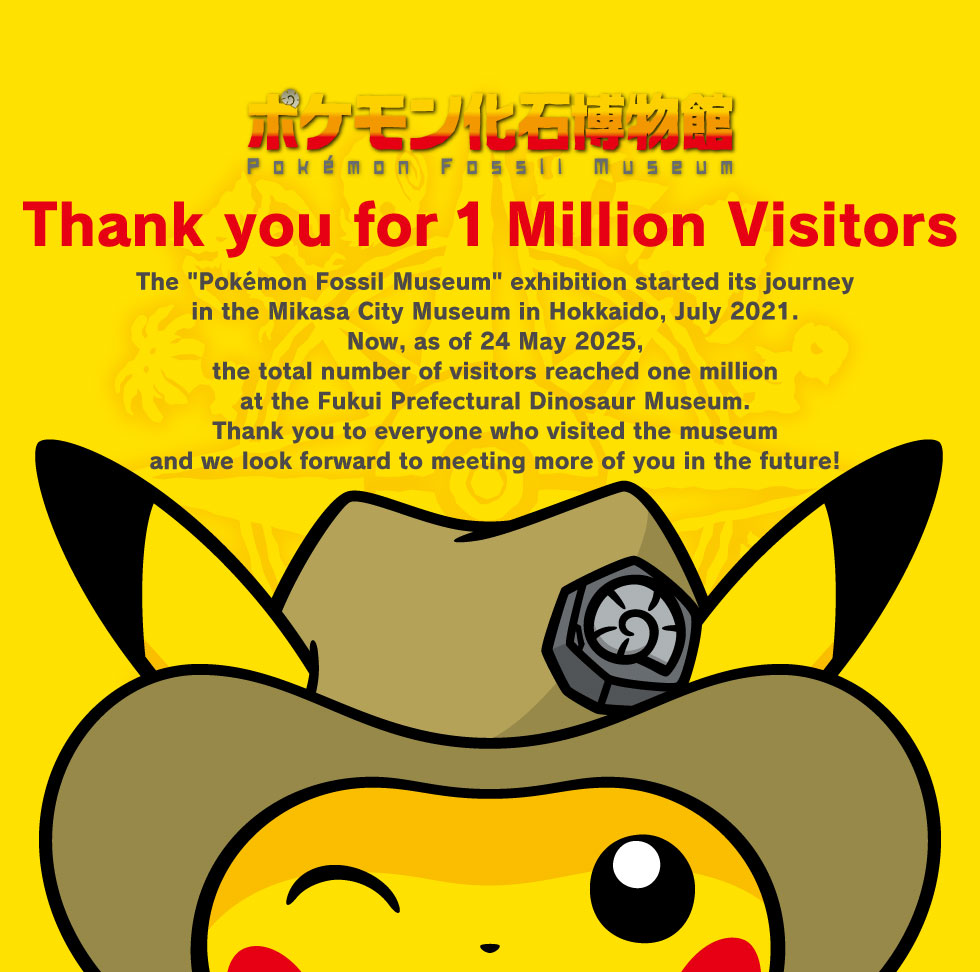 ポケモン化石博物館
Pokémon Fossil Museum
Thank you for 1 Million Visitors
The "Pokémon Fossil Museum" exhibition started its journey
in the Mikasa City Museum in Hokkaido, July 2021.
Now, as of 24 May 2025,
the total number of visitors reached one million
at the Fukui Prefectural Dinosaur Museum.
Thank you to everyone who visited the museum
and we look forward to meeting more of you in the future!